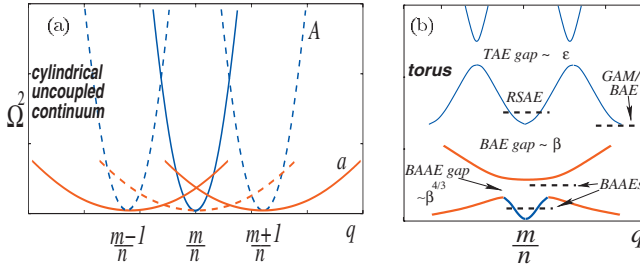 (a)
A
cylindrical
uncoupled
continuum
Ω²
a
m−1/n
m/n
m+1/n
q
(b)
TAE gap~ ε
torus
GAM/
BAE
RSAE
BAE gap ~ β
BAAE gap
~β^4/3
BAAEs
m/n
q